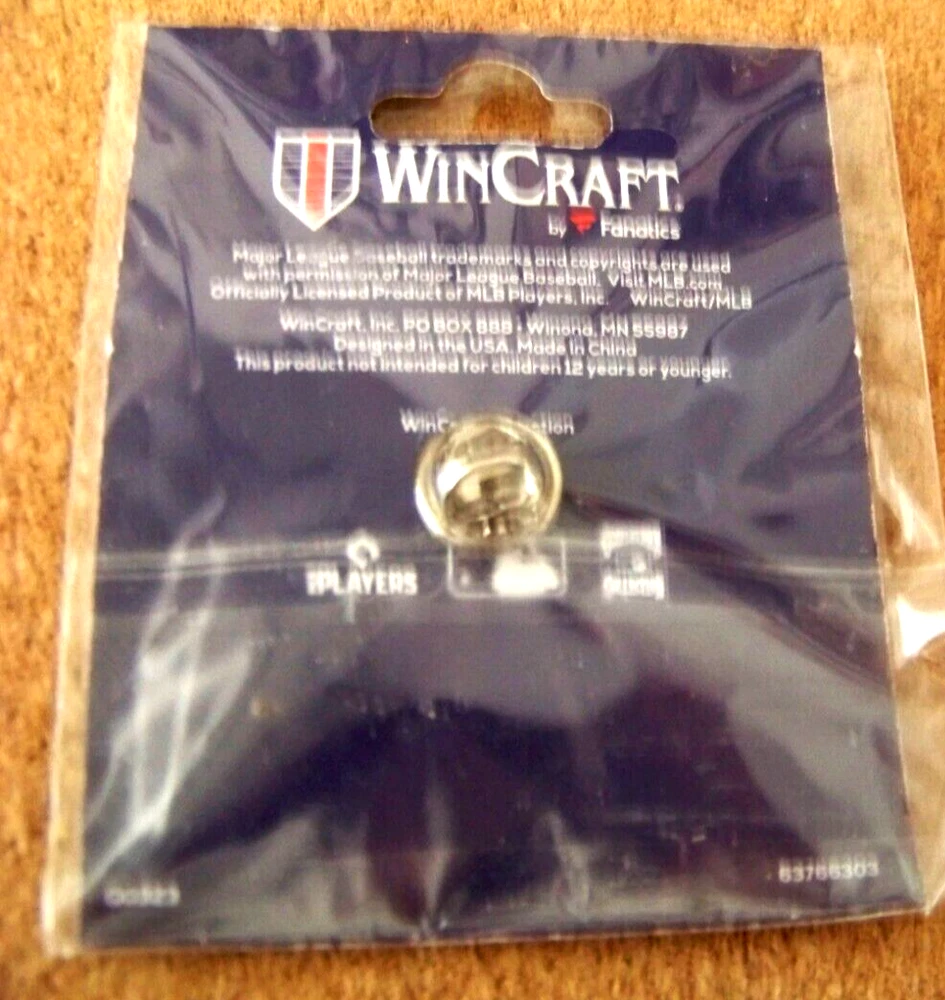 WINCRAFT
by Fanatics
Major League Baseball trademarks and copyrights are used
with permission of Major League Baseball. Visit MLB.com
Officially Licensed Product of MLB Players, Inc. WinCraft/MLB
WinCraft, Inc. PO BOX 888 • Winona, MN 55987
Designed in the USA. Made in China
This product not intended for children 12 years or younger.
PLAYERS
63766303